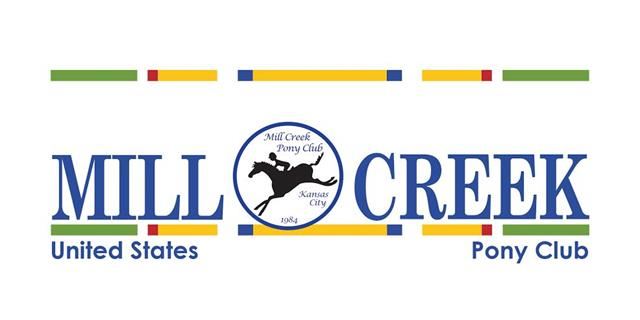 MILL CREEK
Mill Creek
Pony Club
Kansas
City
1984
United States
Pony Club